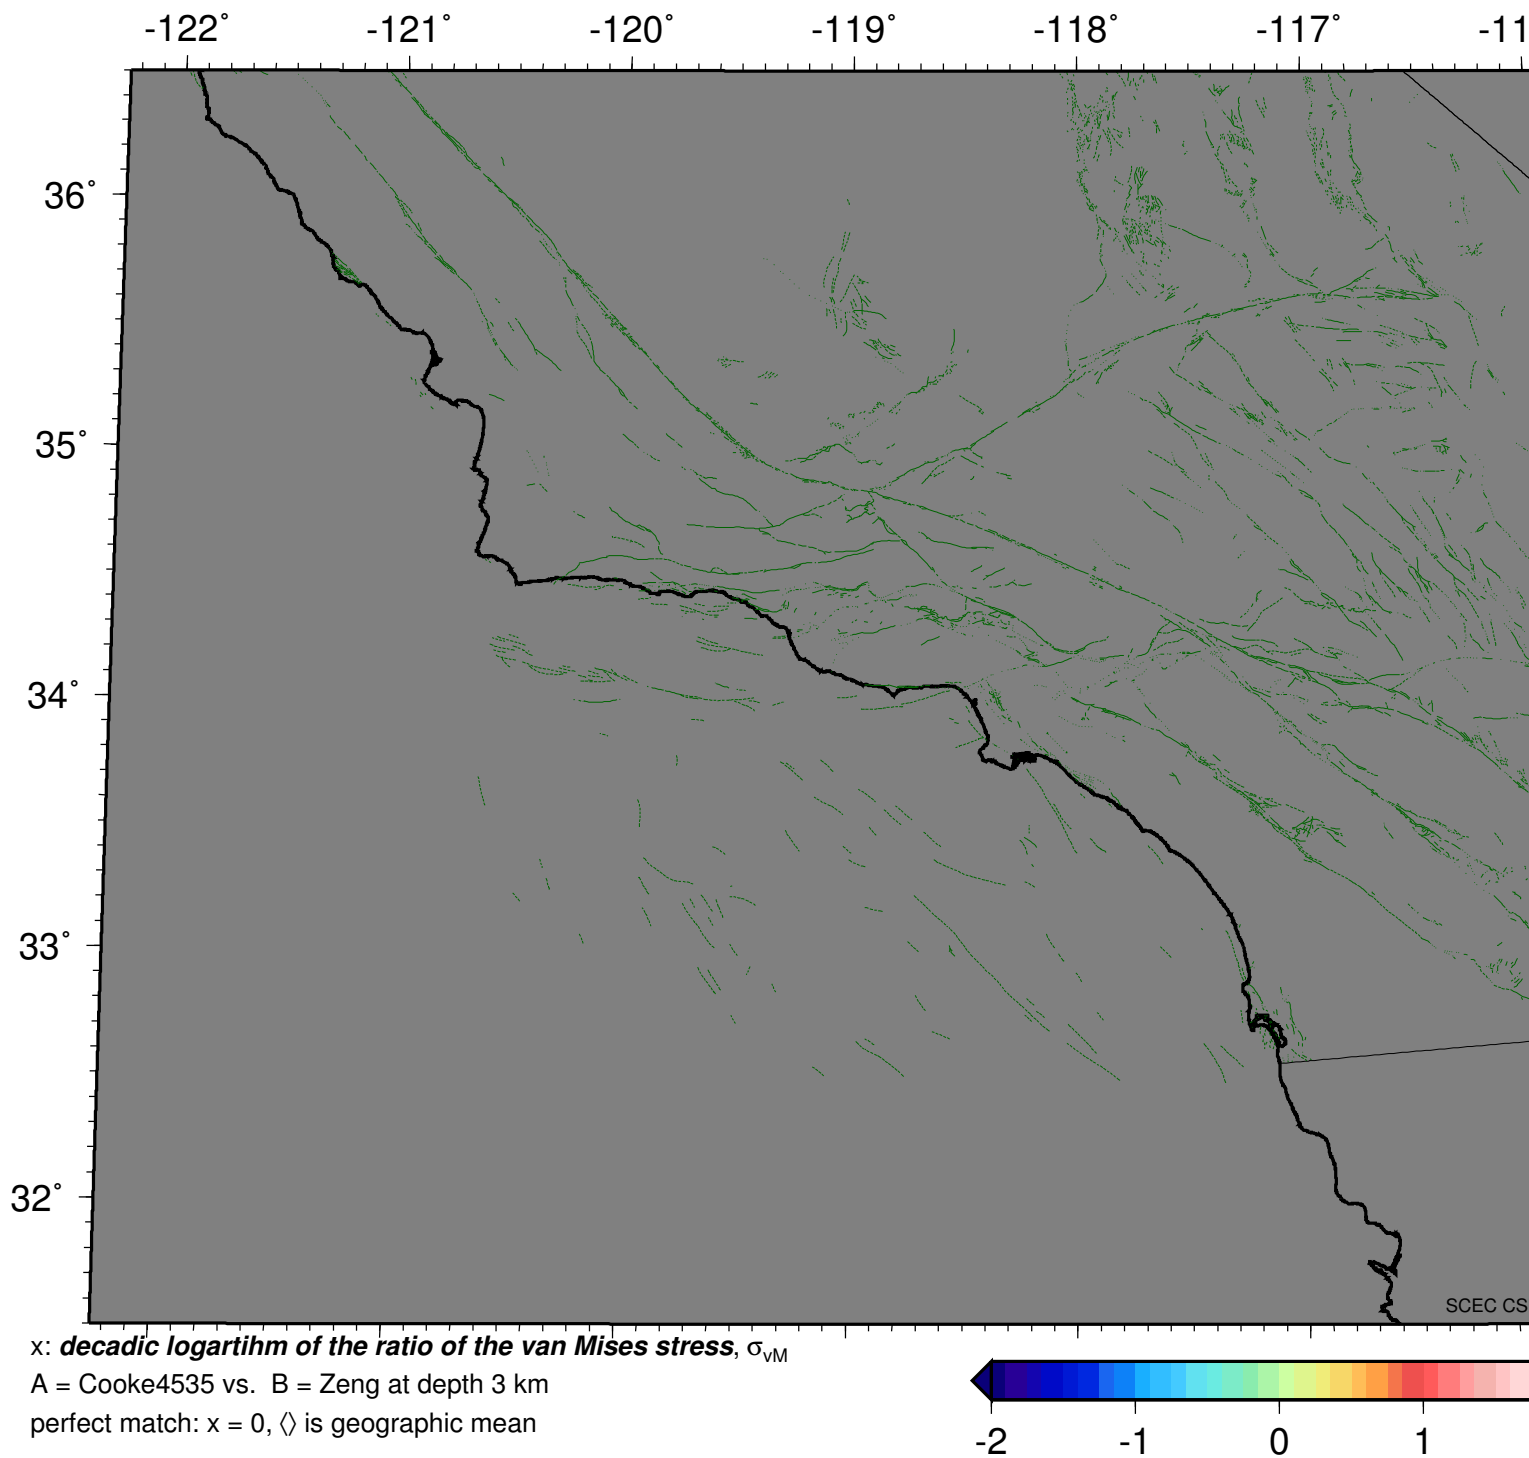 -122˚ -121˚ -120˚ -119˚ -118˚ -117˚ -11
36˚
35˚
34˚
33˚
32˚
SCEC CS
x: decadic logartihm of the ratio of the van Mises stress, σvM
A = Cooke4535 vs. B = Zeng at depth 3 km
perfect match: x = 0, ⟨⟩ is geographic mean
-2 -1 0 1